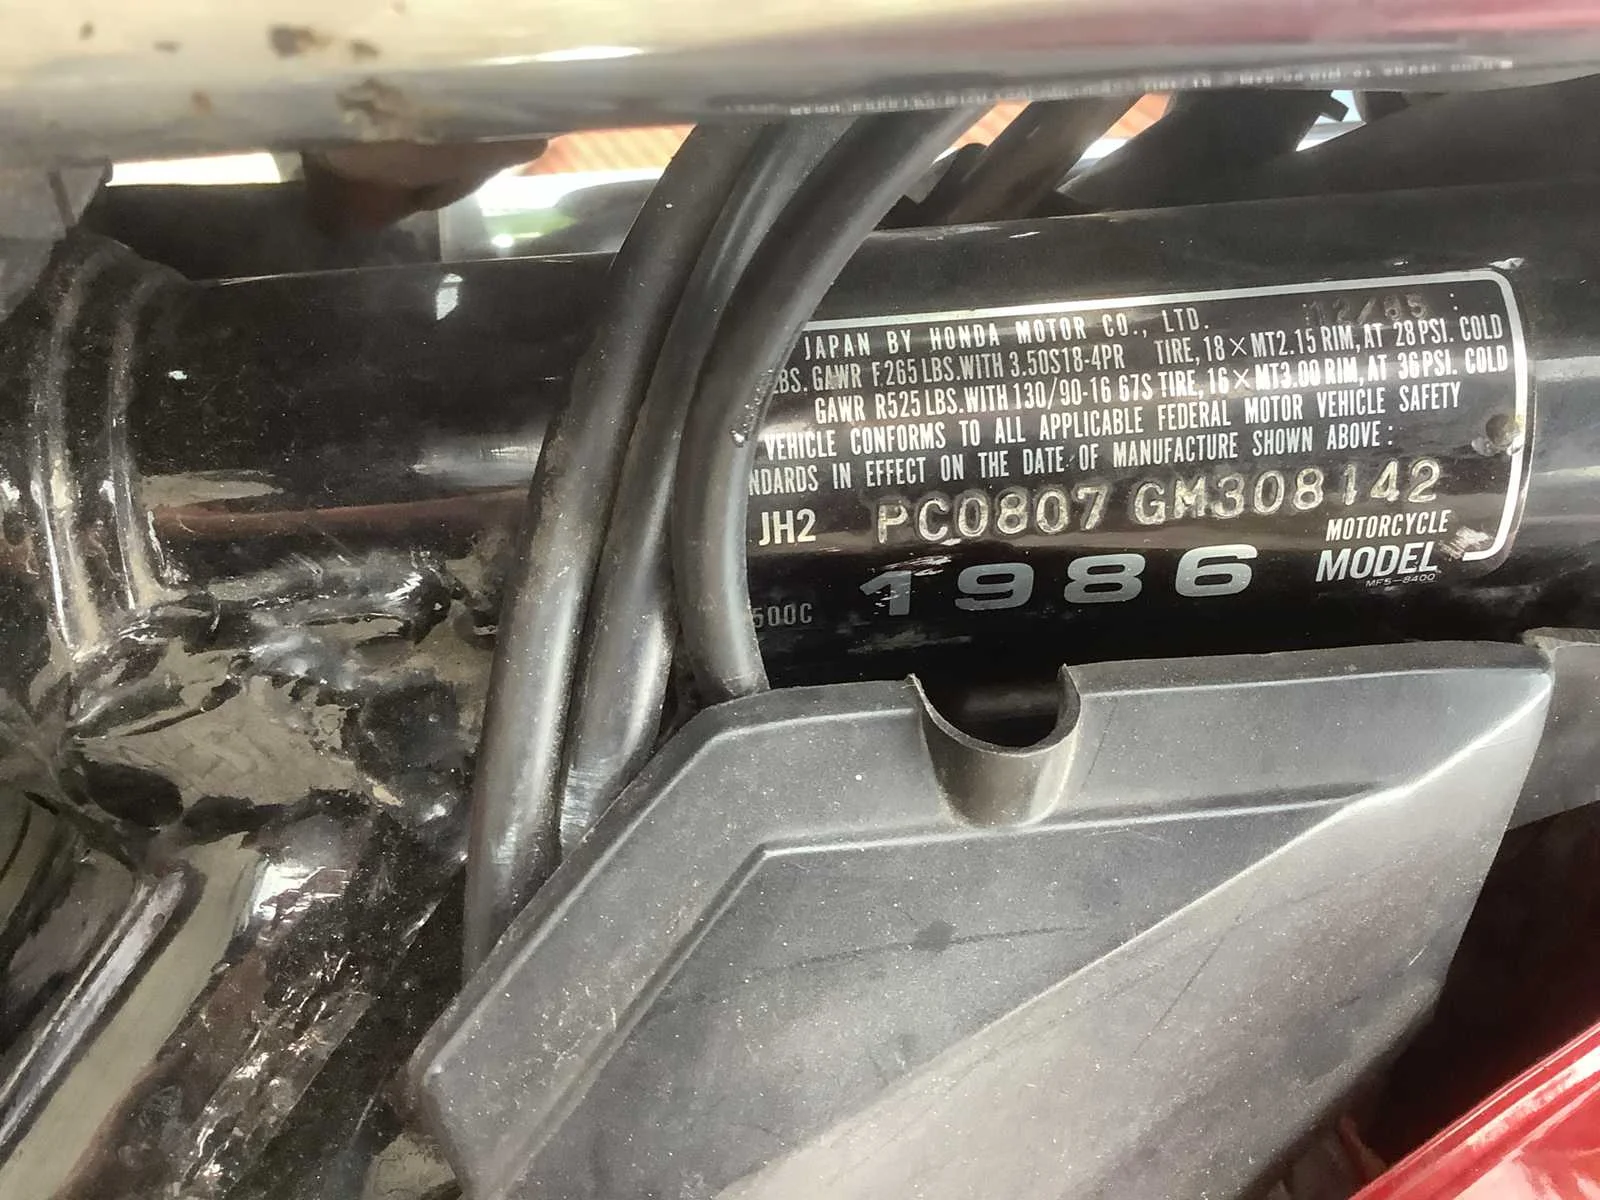 12/85 :
JAPAN BY HONDA MOTOR CO., LTD.
LBS. GAWR F.265 LBS. WITH 3.50S18-4PR TIRE, 18 × MT2.15 RIM, AT 28 PSI. COLD
GAWR R525 LBS. WITH 130/90-16 67S TIRE, 16 × MT3.00 RIM, AT 36 PSI. COLD
VEHICLE CONFORMS TO ALL APPLICABLE FEDERAL MOTOR VEHICLE SAFETY
NDARDS IN EFFECT ON THE DATE OF MANUFACTURE SHOWN ABOVE :
JH2 PC0807 GM308142
MOTORCYCLE
500C 1986 MODEL
MF5-8400